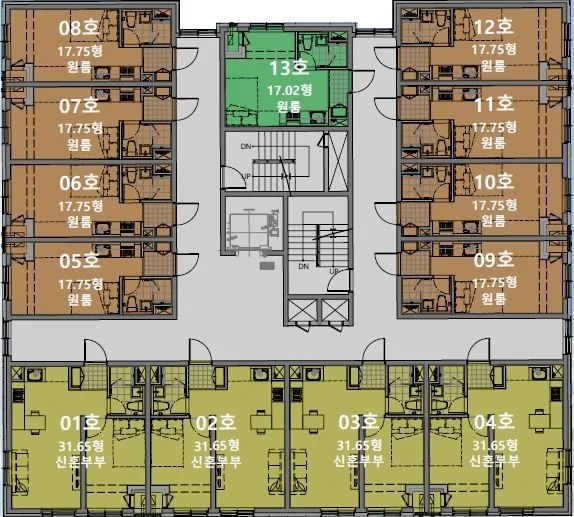 08호
17.75형
원룸
13호
17.02형
원룸
12호
17.75형
원룸
07호
17.75형
원룸
11호
17.75형
원룸
DN
UP
06호
17.75형
원룸
10호
17.75형
원룸
05호
17.75형
원룸
DN
UP
09호
17.75형
원룸
01호
31.65형
신혼부부
02호
31.65형
신혼부부
03호
31.65형
신혼부부
04호
31.65형
신혼부부